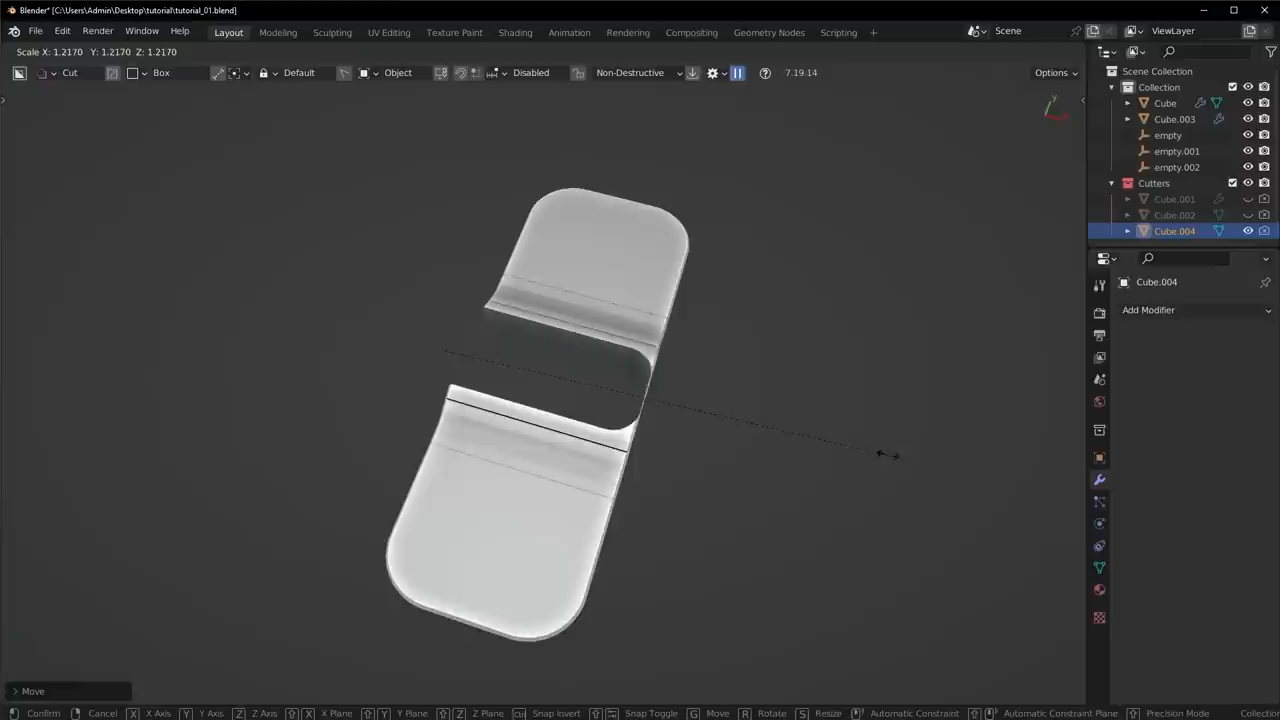 Blender* [C:\Users\Admin\Desktop\tutorial\tutorial_01.blend]
File Edit Render Window Help Layout Modeling Sculpting UV Editing Texture Paint Shading Animation Rendering Compositing Geometry Nodes Scripting + Scene ViewLayer
Scale X: 1.2170 Y: 1.2170 Z: 1.2170
Cut Box Default Object Disabled Non-Destructive 7.19.14 Options
Scene Collection
Collection
Cube
Cube.003
empty
empty.001
empty.002
Cutters
Cube.001
Cube.002
Cube.004
Cube.004
Add Modifier
Y
Move
Confirm Cancel X X Axis Y Y Axis Z Z Axis X X Plane Y Y Plane Z Z Plane Snap Invert Snap Toggle G Move R Rotate S Resize Automatic Constraint Automatic Constraint Plane Precision Mode Collectio